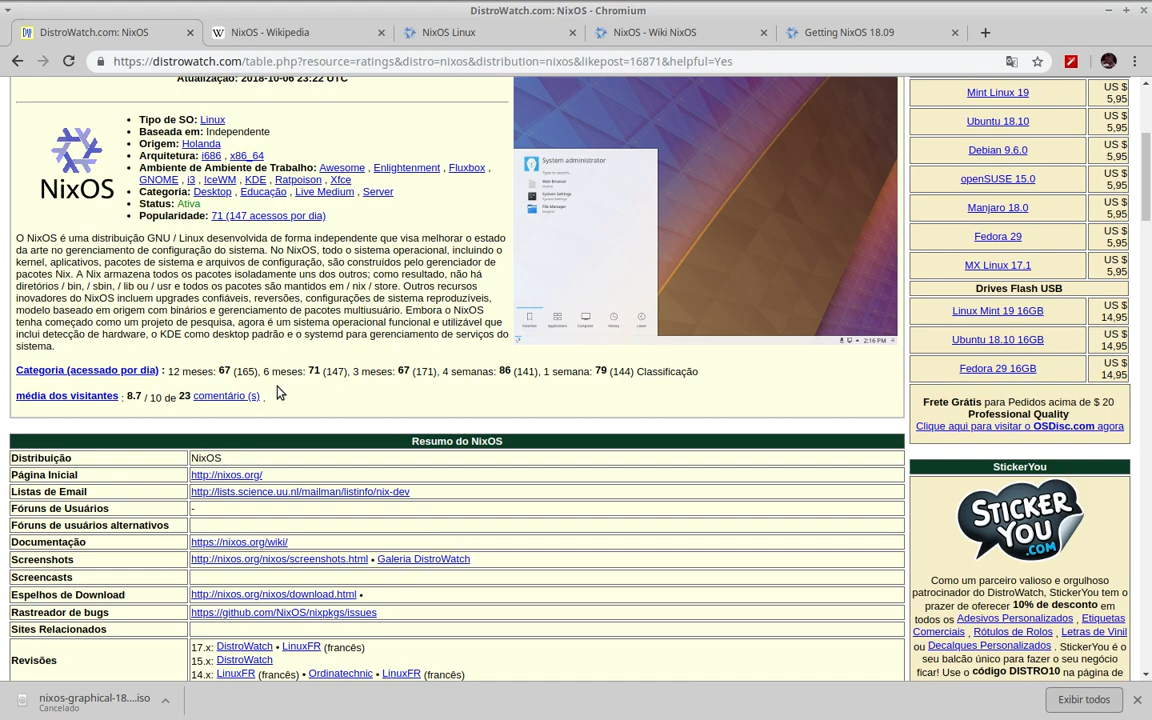 DistroWatch.com: NixOS - Chromium
DistroWatch.com: NixOS
NixOS - Wikipedia
NixOS Linux
NixOS - Wiki NixOS
Getting NixOS 18.09
https://distrowatch.com/table.php?resource=ratings&distro=nixos&distribution=nixos&likepost=16871&helpful=Yes
Atualização: 2018-10-06 23:22 UTC
NixOS
• Tipo de SO: Linux
• Baseada em: Independente
• Origem: Holanda
• Arquitetura: i686 , x86_64
• Ambiente de Ambiente de Trabalho: Awesome , Enlightenment , Fluxbox ,
GNOME , i3 , IceWM , KDE , Ratpoison , Xfce
• Categoria: Desktop , Educação , Live Medium , Server
• Status: Ativa
• Popularidade: 71 (147 acessos por dia)
O NixOS é uma distribuição GNU / Linux desenvolvida de forma independente que visa melhorar o estado
da arte no gerenciamento de configuração do sistema. No NixOS, todo o sistema operacional, incluindo o
kernel, aplicativos, pacotes de sistema e arquivos de configuração, são construídos pelo gerenciador de
pacotes Nix. A Nix armazena todos os pacotes isoladamente uns dos outros; como resultado, não há
diretórios / bin, / sbin, / lib ou / usr e todos os pacotes são mantidos em / nix / store. Outros recursos
inovadores do NixOS incluem upgrades confiáveis, reversões, configurações de sistema reproduzíveis,
modelo baseado em origem com binários e gerenciamento de pacotes multiusuário. Embora o NixOS
tenha começado como um projeto de pesquisa, agora é um sistema operacional funcional e utilizável que
inclui detecção de hardware, o KDE como desktop padrão e o systemd para gerenciamento de serviços do
sistema.
System administrator
Type to search...
Web Browser
System Settings
System Settings
File Manager
Favorites
Applications
Computer
History
Leave
2:16 PM
Categoria (acessado por dia) : 12 meses: 67 (165), 6 meses: 71 (147), 3 meses: 67 (171), 4 semanas: 86 (141), 1 semana: 79 (144) Classificação
média dos visitantes : 8.7 / 10 de 23 comentário (s) .
Resumo do NixOS
Distribuição NixOS
Página Inicial http://nixos.org/
Listas de Email http://lists.science.uu.nl/mailman/listinfo/nix-dev
Fóruns de Usuários -
Fóruns de usuários alternativos
Documentação https://nixos.org/wiki/
Screenshots http://nixos.org/nixos/screenshots.html • Galeria DistroWatch
Screencasts
Espelhos de Download http://nixos.org/nixos/download.html •
Rastreador de bugs https://github.com/NixOS/nixpkgs/issues
Sites Relacionados
Revisões
17.x: DistroWatch • LinuxFR (francês)
15.x: DistroWatch
14.x: LinuxFR (francês) • Ordinatechnic • LinuxFR (francês)
Mint Linux 19 US $ 5,95
Ubuntu 18.10 US $ 5,95
Debian 9.6.0 US $ 5,95
openSUSE 15.0 US $ 5,95
Manjaro 18.0 US $ 5,95
Fedora 29 US $ 5,95
MX Linux 17.1 US $ 5,95
Drives Flash USB
Linux Mint 19 16GB US $ 14,95
Ubuntu 18.10 16GB US $ 14,95
Fedora 29 16GB US $ 14,95
Frete Grátis para Pedidos acima de $ 20
Professional Quality
Clique aqui para visitar o OSDisc.com agora
StickerYou
STICKER
YOU
.COM
Como um parceiro valioso e orgulhoso
patrocinador do DistroWatch, StickerYou tem o
prazer de oferecer 10% de desconto em
todos os Adesivos Personalizados , Etiquetas
Comerciais , Rótulos de Rolos , Letras de Vinil
ou Decalques Personalizados . StickerYou é o
seu balcão único para fazer o seu negócio
ficar! Use o código DISTRO10 na página de
nixos-graphical-18....iso
Cancelado
Exibir todos